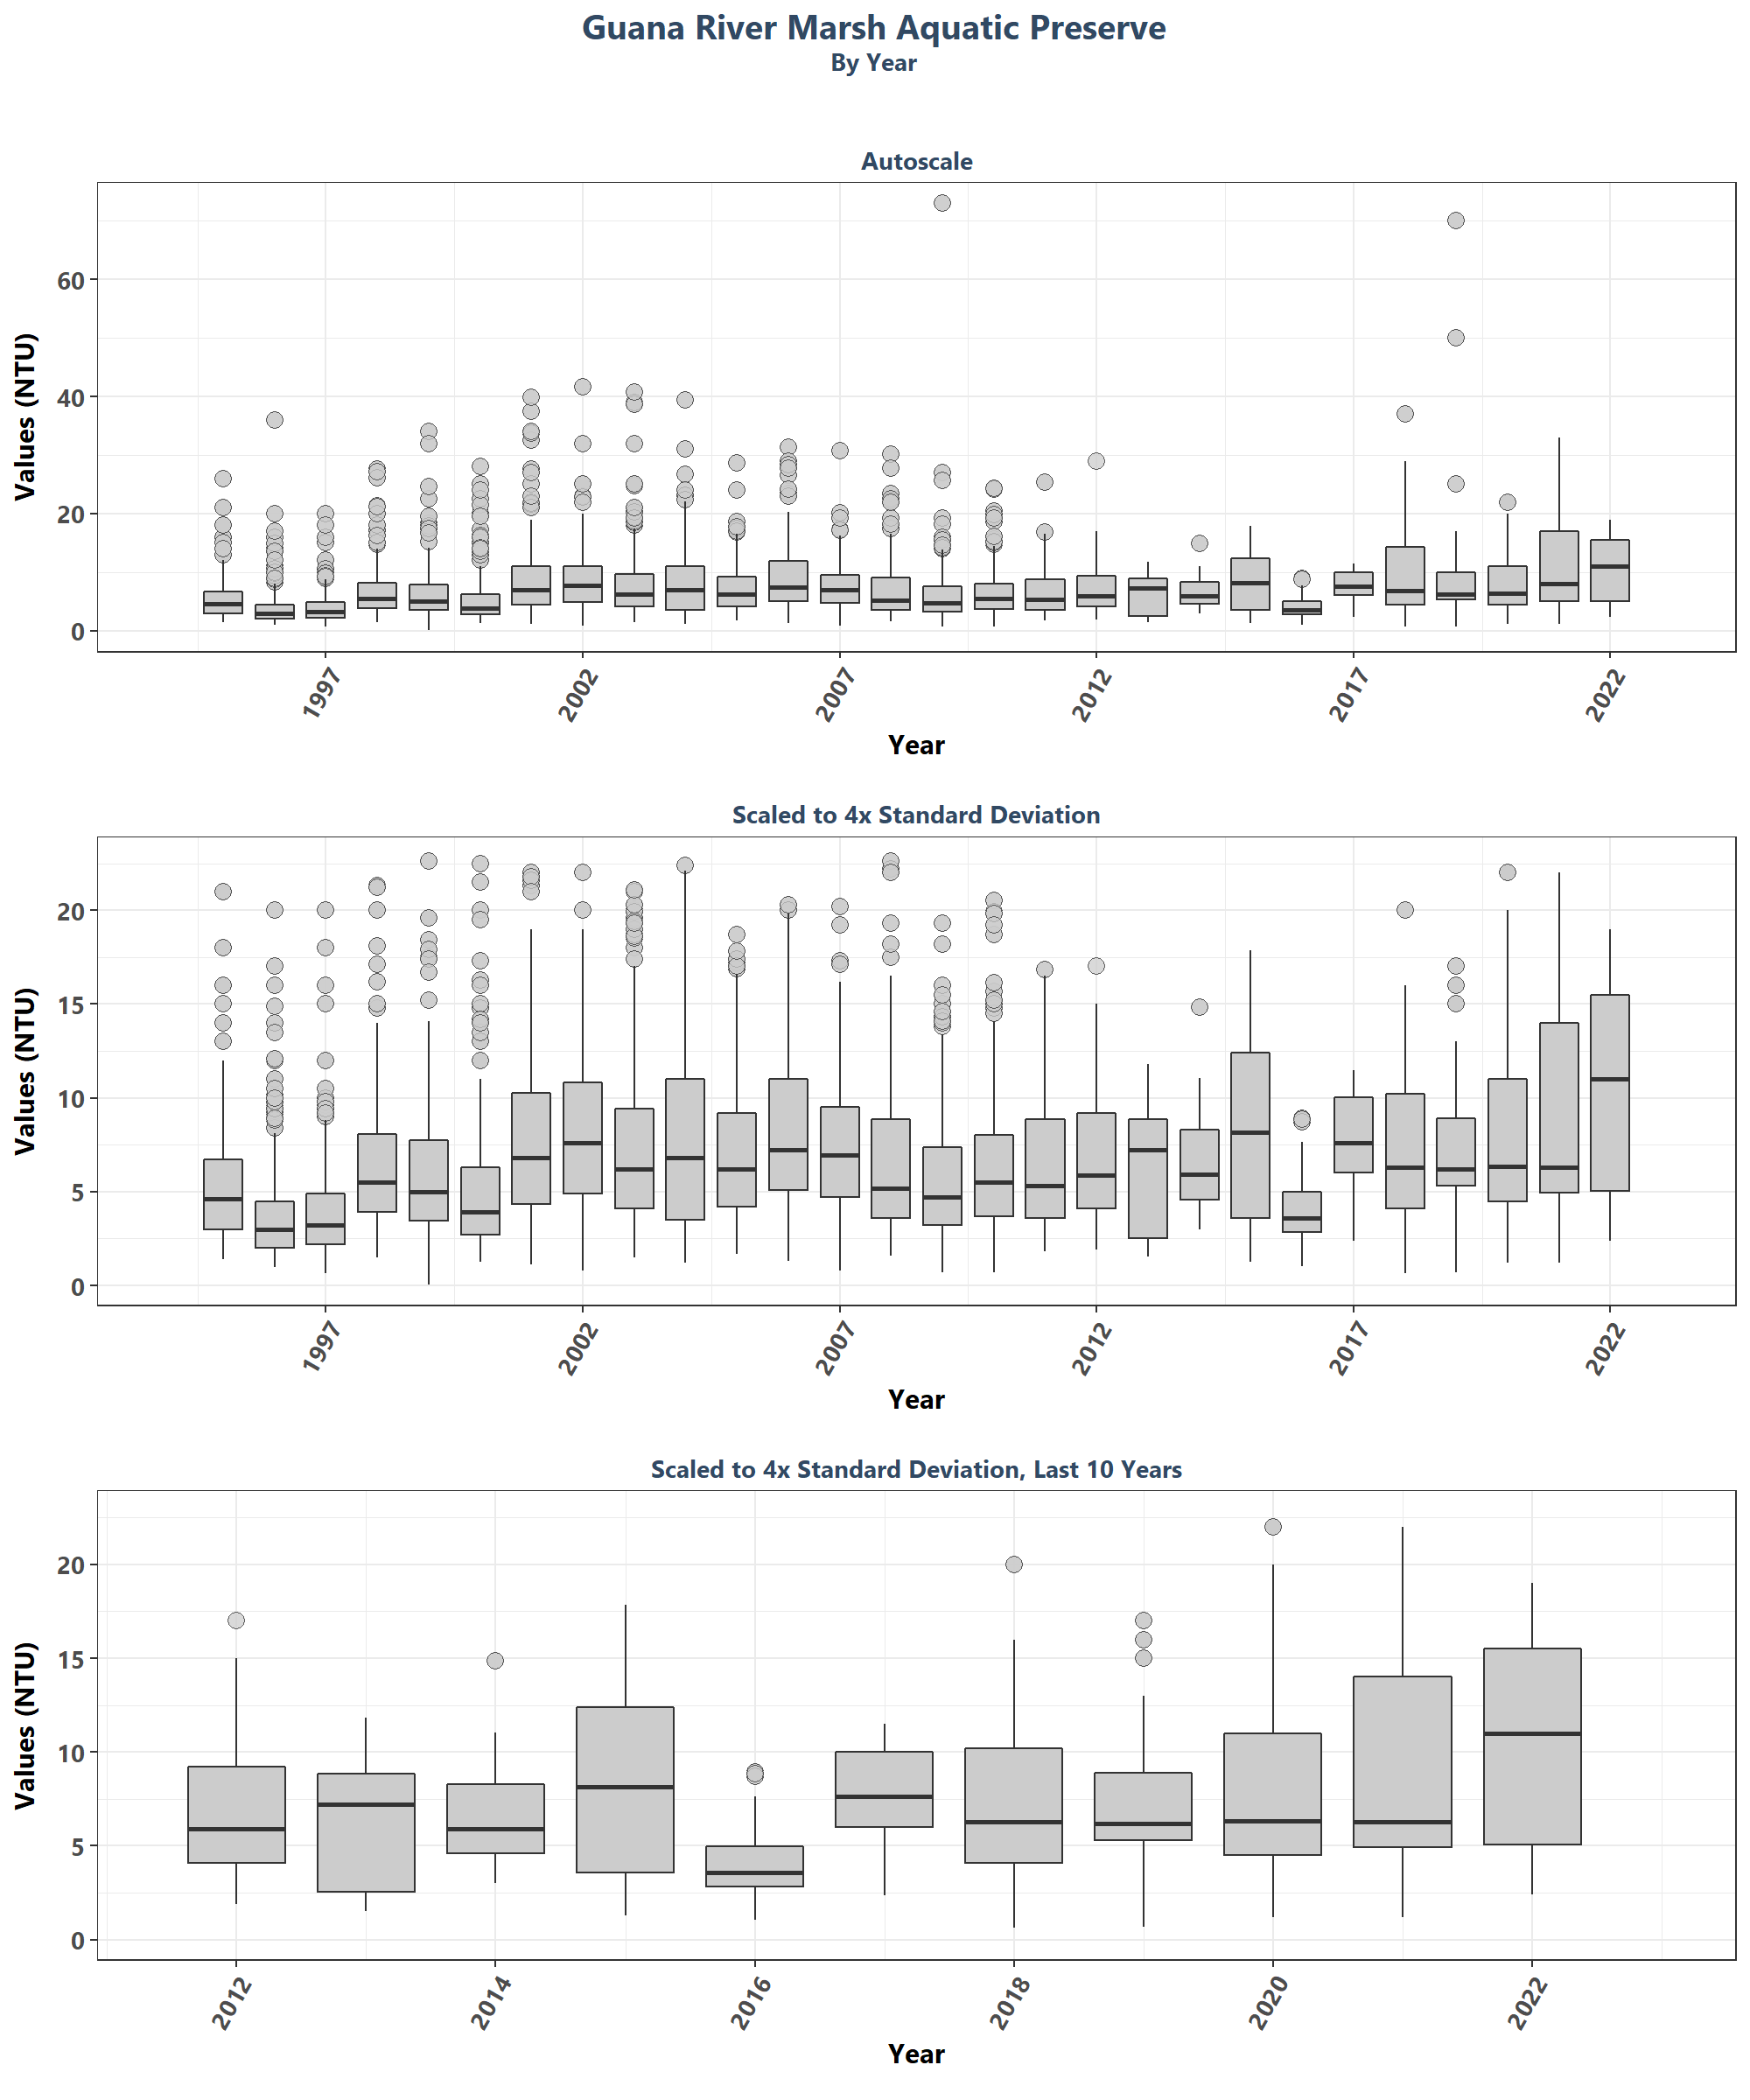 Guana River Marsh Aquatic Preserve
By Year
Autoscale
Values (NTU)
60
40
20
0
1997
2002
2007
2012
2017
2022
Year
Scaled to 4x Standard Deviation
Values (NTU)
20
15
10
5
0
1997
2002
2007
2012
2017
2022
Year
Scaled to 4x Standard Deviation, Last 10 Years
Values (NTU)
20
15
10
5
0
2012
2014
2016
2018
2020
2022
Year